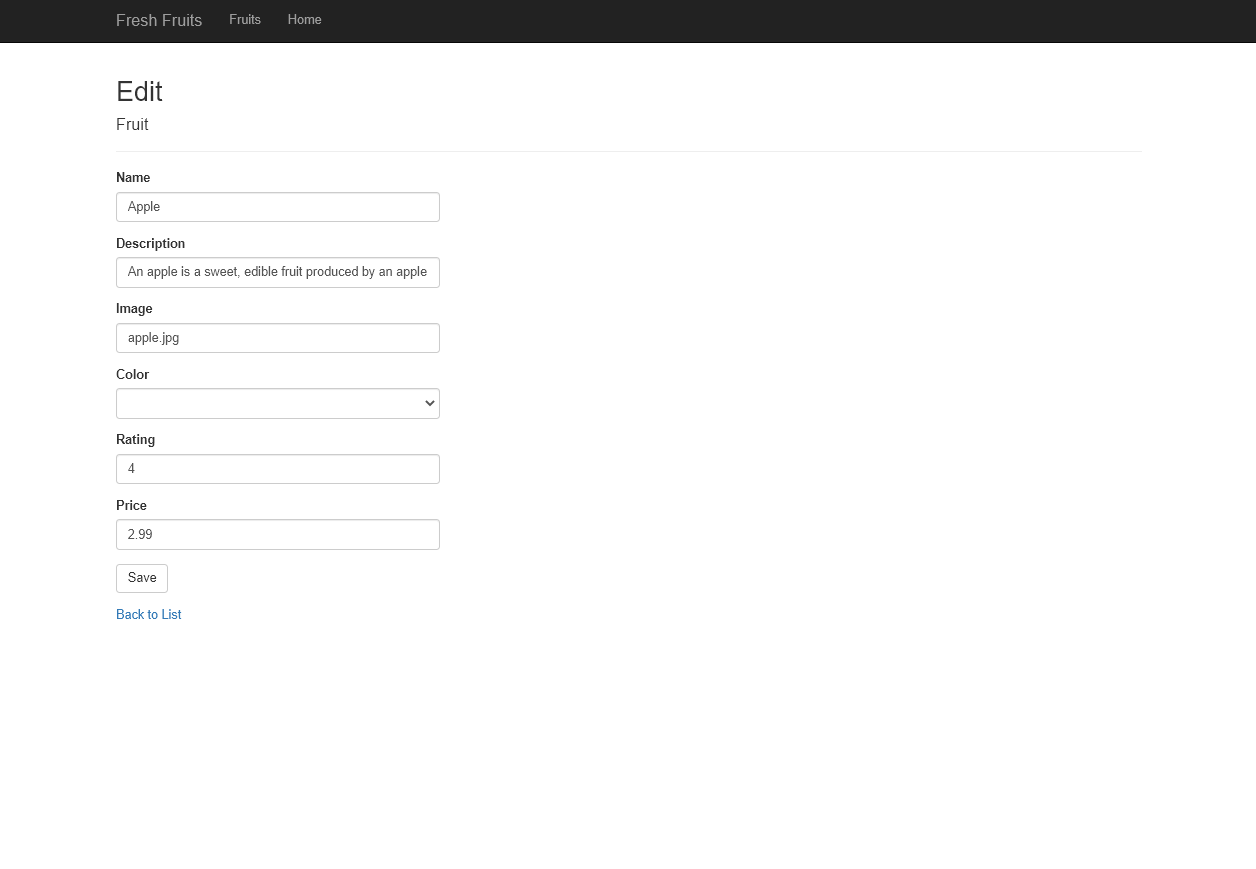 Fresh Fruits Fruits Home
Edit
Fruit
Name
Apple
Description
An apple is a sweet, edible fruit produced by an apple
Image
apple.jpg
Color
Rating
4
Price
2.99
Save
Back to List